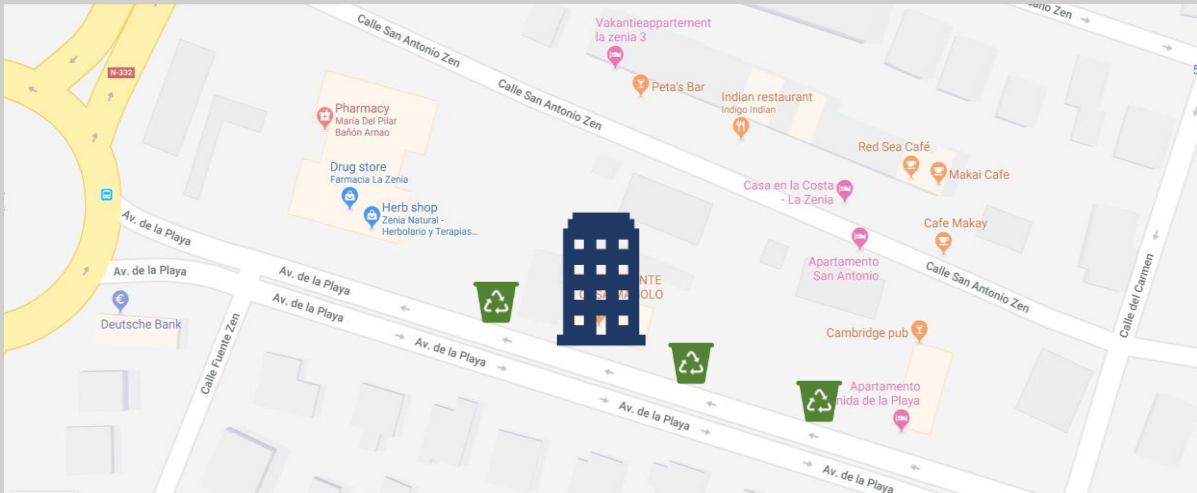 ano Zen
Vakantieappartement
la zenia 3
Calle San Antonio Zen
N-332
Peta's Bar
Calle San Antonio Zen
Indian restaurant
Indigo Indian
Pharmacy
Maria Del Pilar
Bañón Arnao
Red Sea Café
Makai Cafe
Drug store
Farmacia La Zenia
Casa en la Costa
- La Zenia
Herb shop
Zenia Natural -
Herbolario y Terapias...
Cafe Makay
Av. de la Playa
Apartamento
San Antonio
Calle San Antonio Zen
Calle del Carmen
Av. de la Playa
Av. de la Playa
NTE
OLO
Av. de la Playa
€
Deutsche Bank
Calle Fuente Zen
Av. de la Playa
Cambridge pub
Apartamento
nida de la Playa
Av. de la Playa
Av. de la Playa